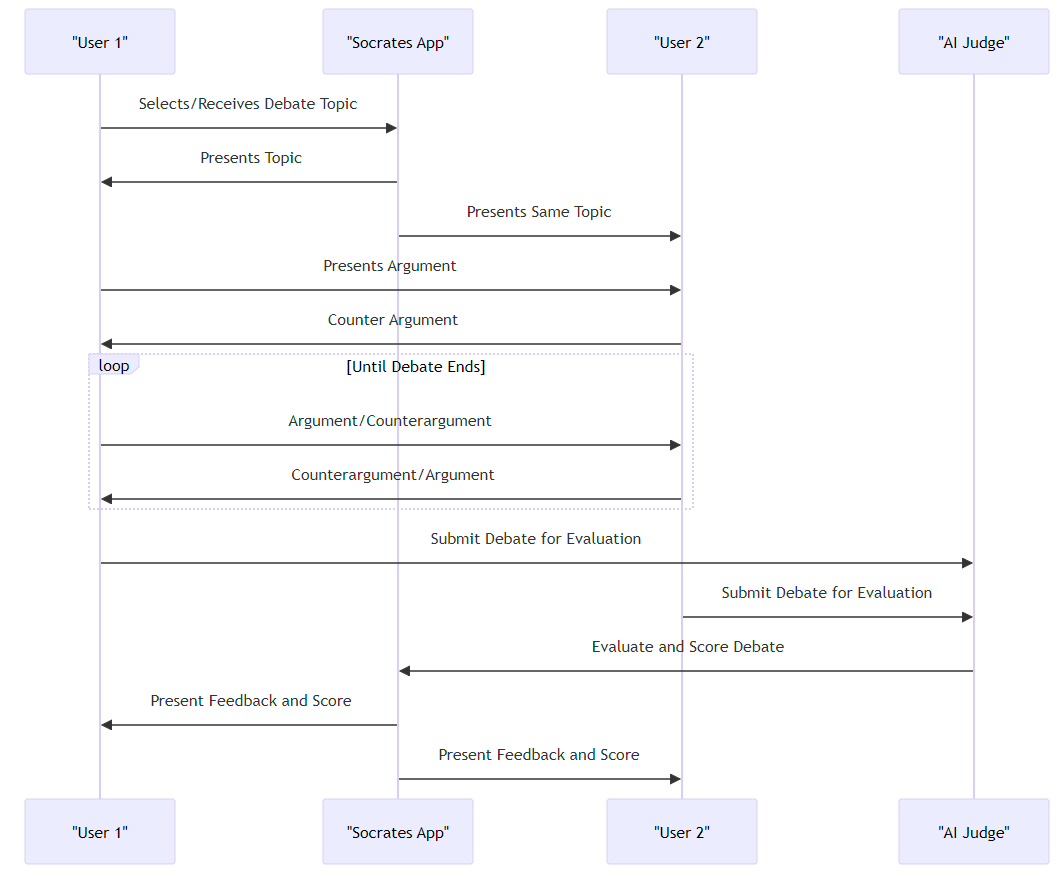 "User 1"
"Socrates App"
"User 2"
"AI Judge"
Selects/Receives Debate Topic
Presents Topic
Presents Same Topic
Presents Argument
Counter Argument
loop
[Until Debate Ends]
Argument/Counterargument
Counterargument/Argument
Submit Debate for Evaluation
Submit Debate for Evaluation
Evaluate and Score Debate
Present Feedback and Score
Present Feedback and Score
"User 1"
"Socrates App"
"User 2"
"AI Judge"